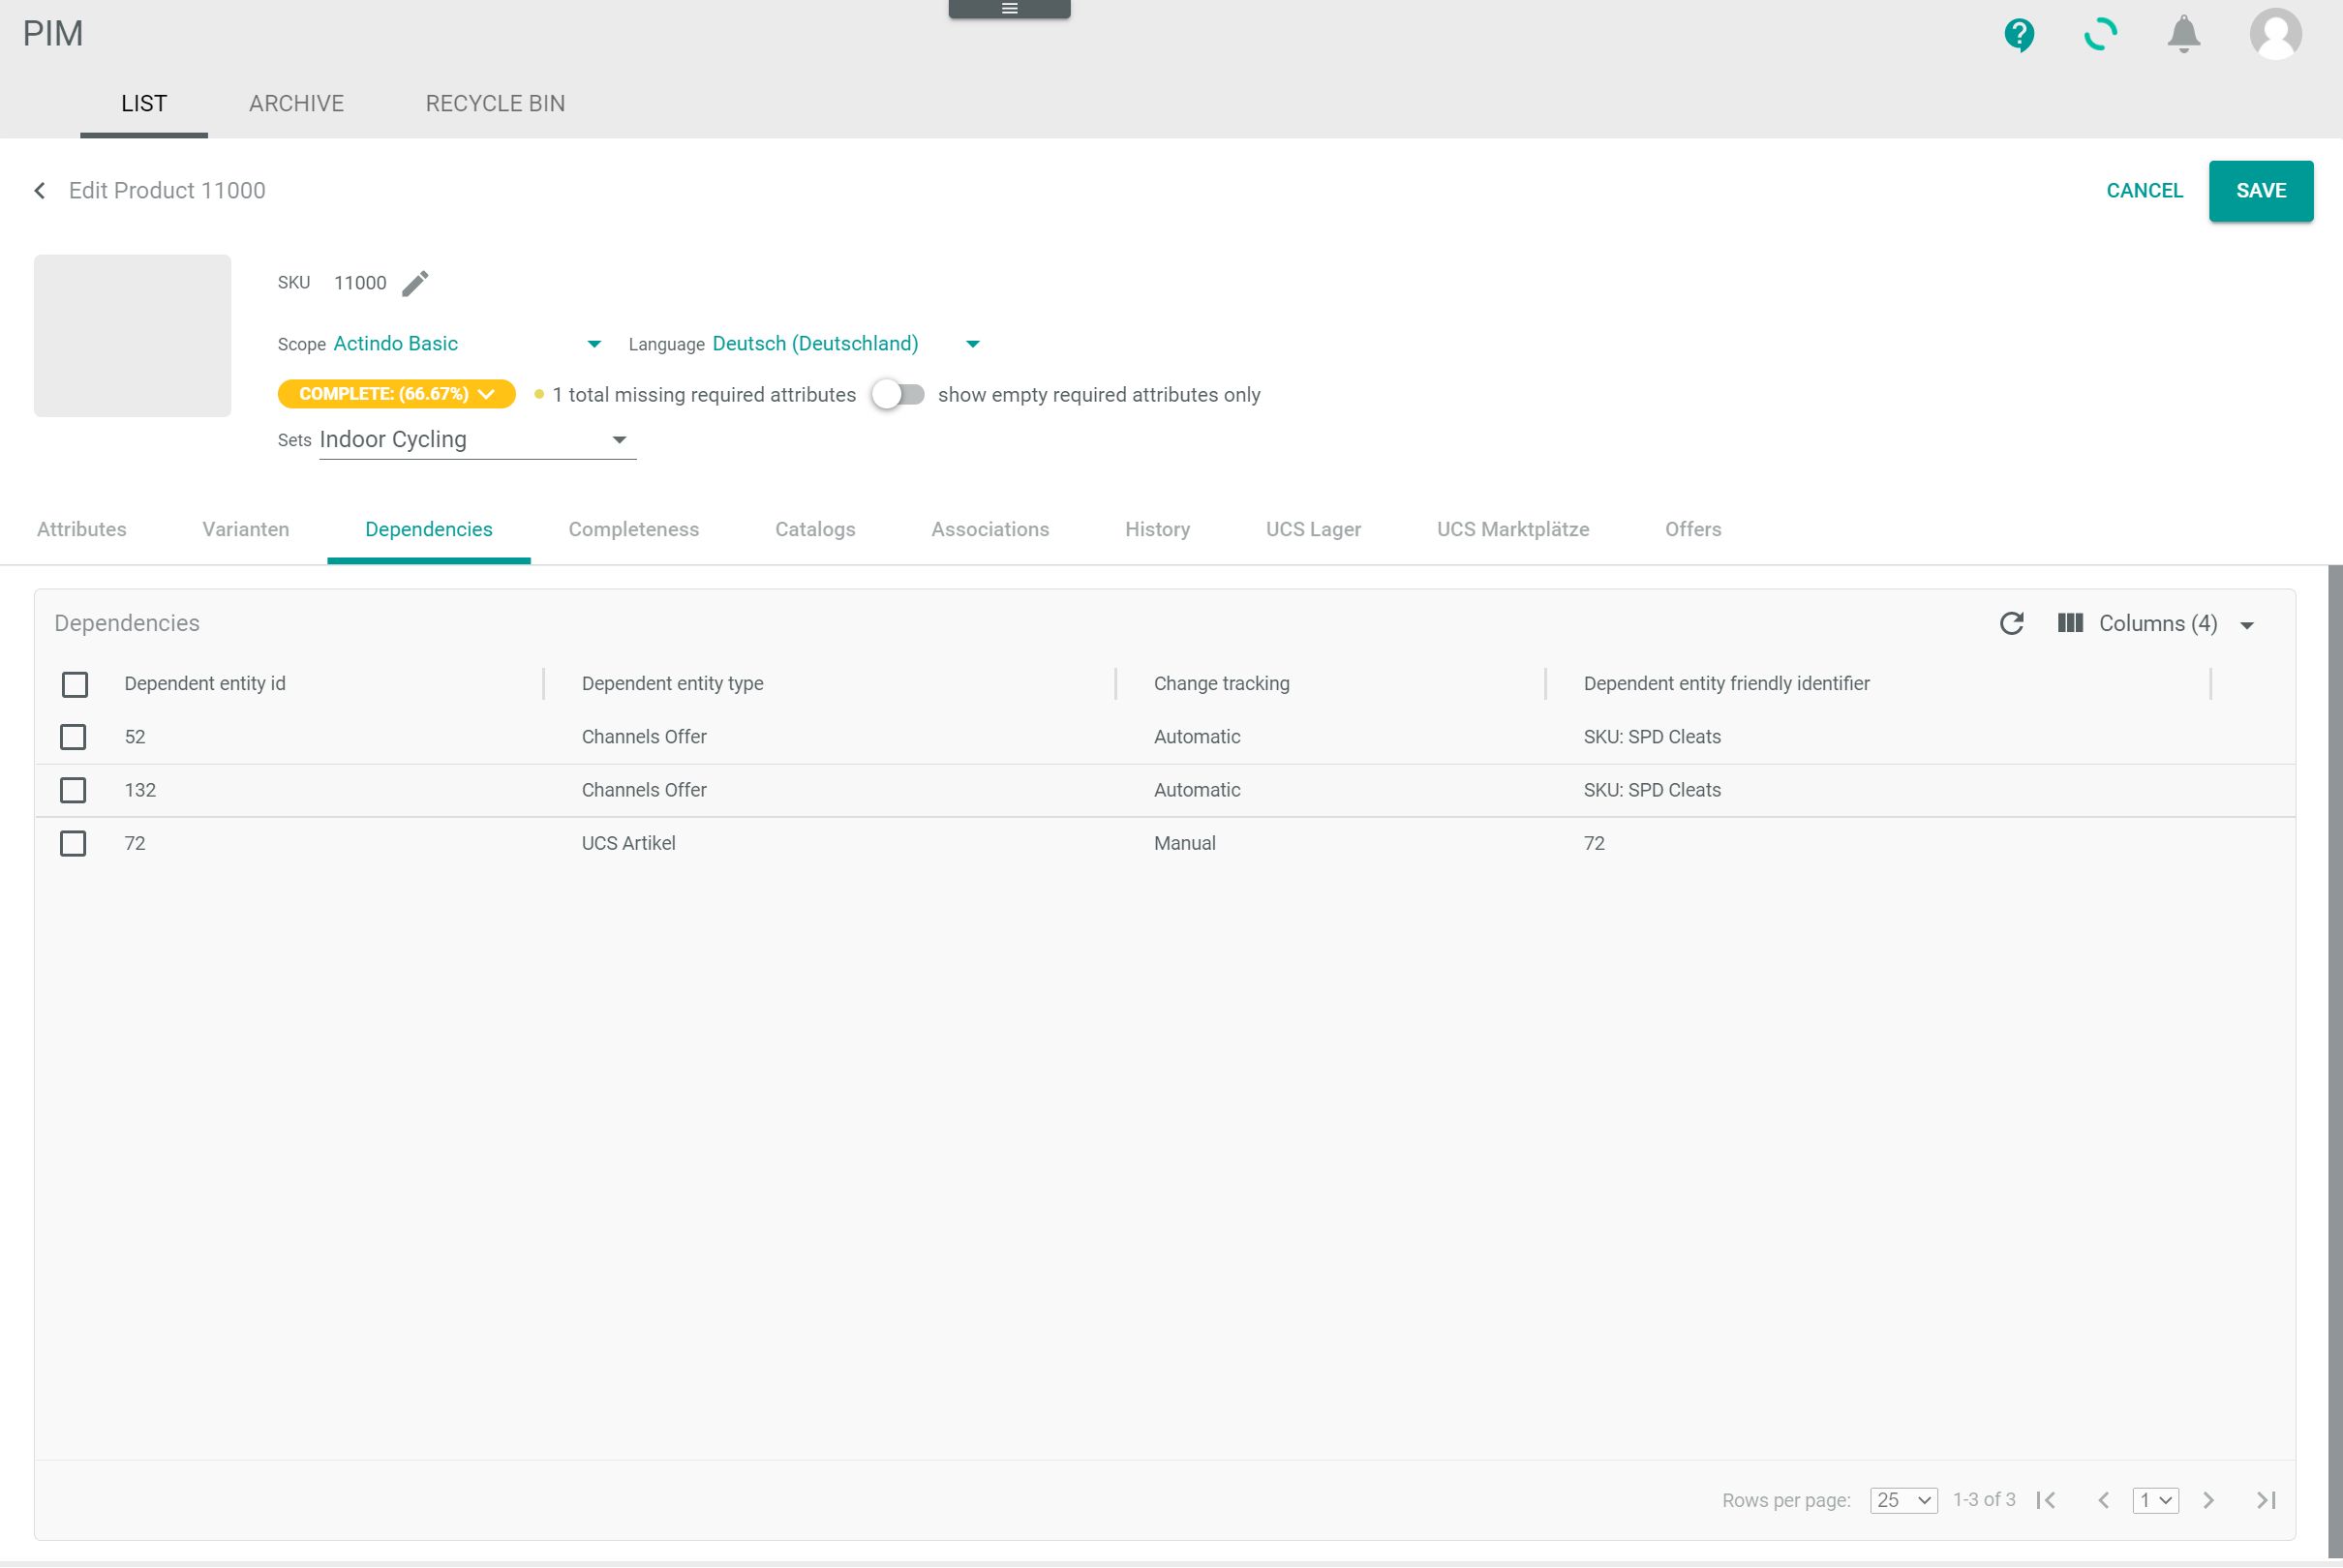 PIM
LIST ARCHIVE RECYCLE BIN
Edit Product 11000 CANCEL SAVE
SKU 11000
Scope Actindo Basic Language Deutsch (Deutschland)
COMPLETE: (66.67%) 1 total missing required attributes show empty required attributes only
Sets Indoor Cycling
Attributes Varianten Dependencies Completeness Catalogs Associations History UCS Lager UCS Marktplätze Offers
Dependencies Columns (4)
Dependent entity id Dependent entity type Change tracking Dependent entity friendly identifier
52 Channels Offer Automatic SKU: SPD Cleats
132 Channels Offer Automatic SKU: SPD Cleats
72 UCS Artikel Manual 72
Rows per page: 25 1-3 of 3 1